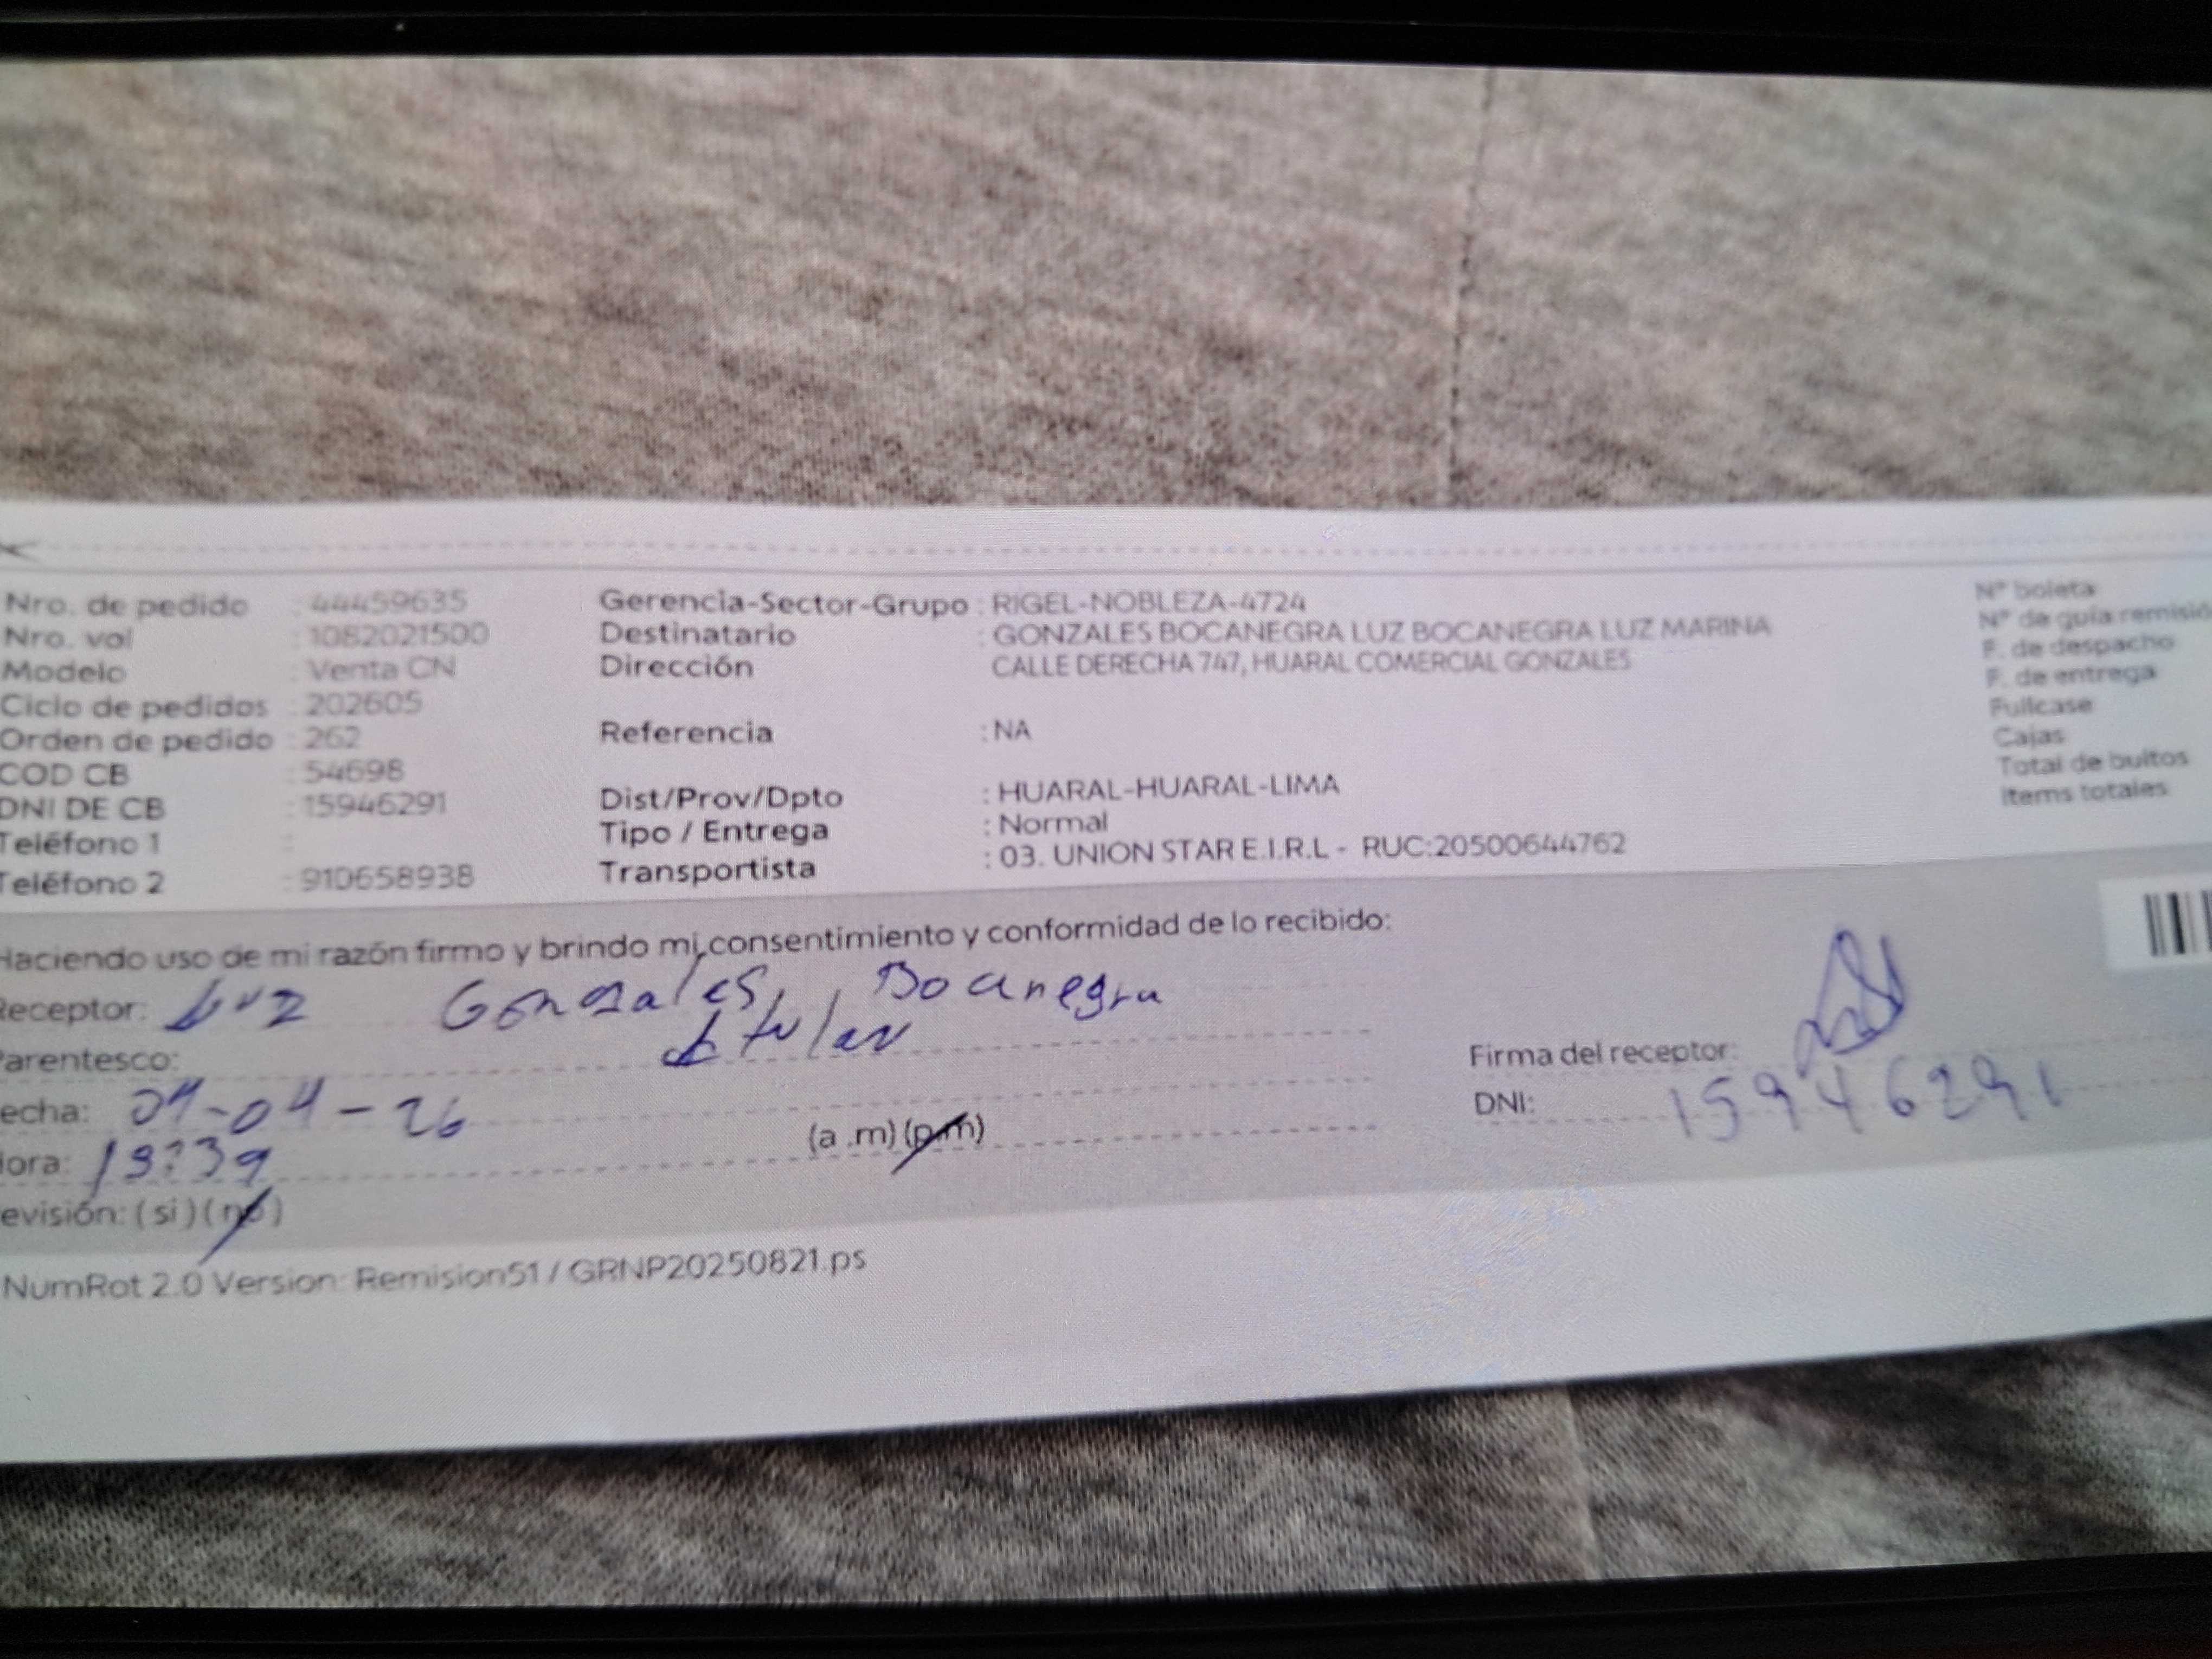 Nro. de pedido : 44459635
Nro. vol : 1082021500
Modelo : Venta CN
Ciclo de pedidos : 202605
Orden de pedido : 262
COD CB : 54698
DNI DE CB : 15946291
Teléfono 1 :
Teléfono 2 : 910658938
Gerencia-Sector-Grupo : RIGEL-NOBLEZA-4724
Destinatario : GONZALES BOCANEGRA LUZ BOCANEGRA LUZ MARINA
Dirección CALLE DERECHA 747, HUARAL COMERCIAL GONZALES
Referencia : NA
Dist/Prov/Dpto : HUARAL-HUARAL-LIMA
Tipo / Entrega : Normal
Transportista : 03. UNION STAR E.I.R.L - RUC:20500644762
N° boleta
N° de guía remisió
F. de despacho
F. de entrega
Fullcase
Cajas
Total de bultos
Items totales
Haciendo uso de mi razón firmo y brindo mi consentimiento y conformidad de lo recibido:
Receptor: Luz Gonzales Bocanegra
Parentesco: titular
echa: 04-26
ora:
(a .m) (p.m)
evisión: ( si ) ( no )
Firma del receptor:
DNI: 15946291
NumRot 2.0 Version: Remision51 / GRNP20250821.ps